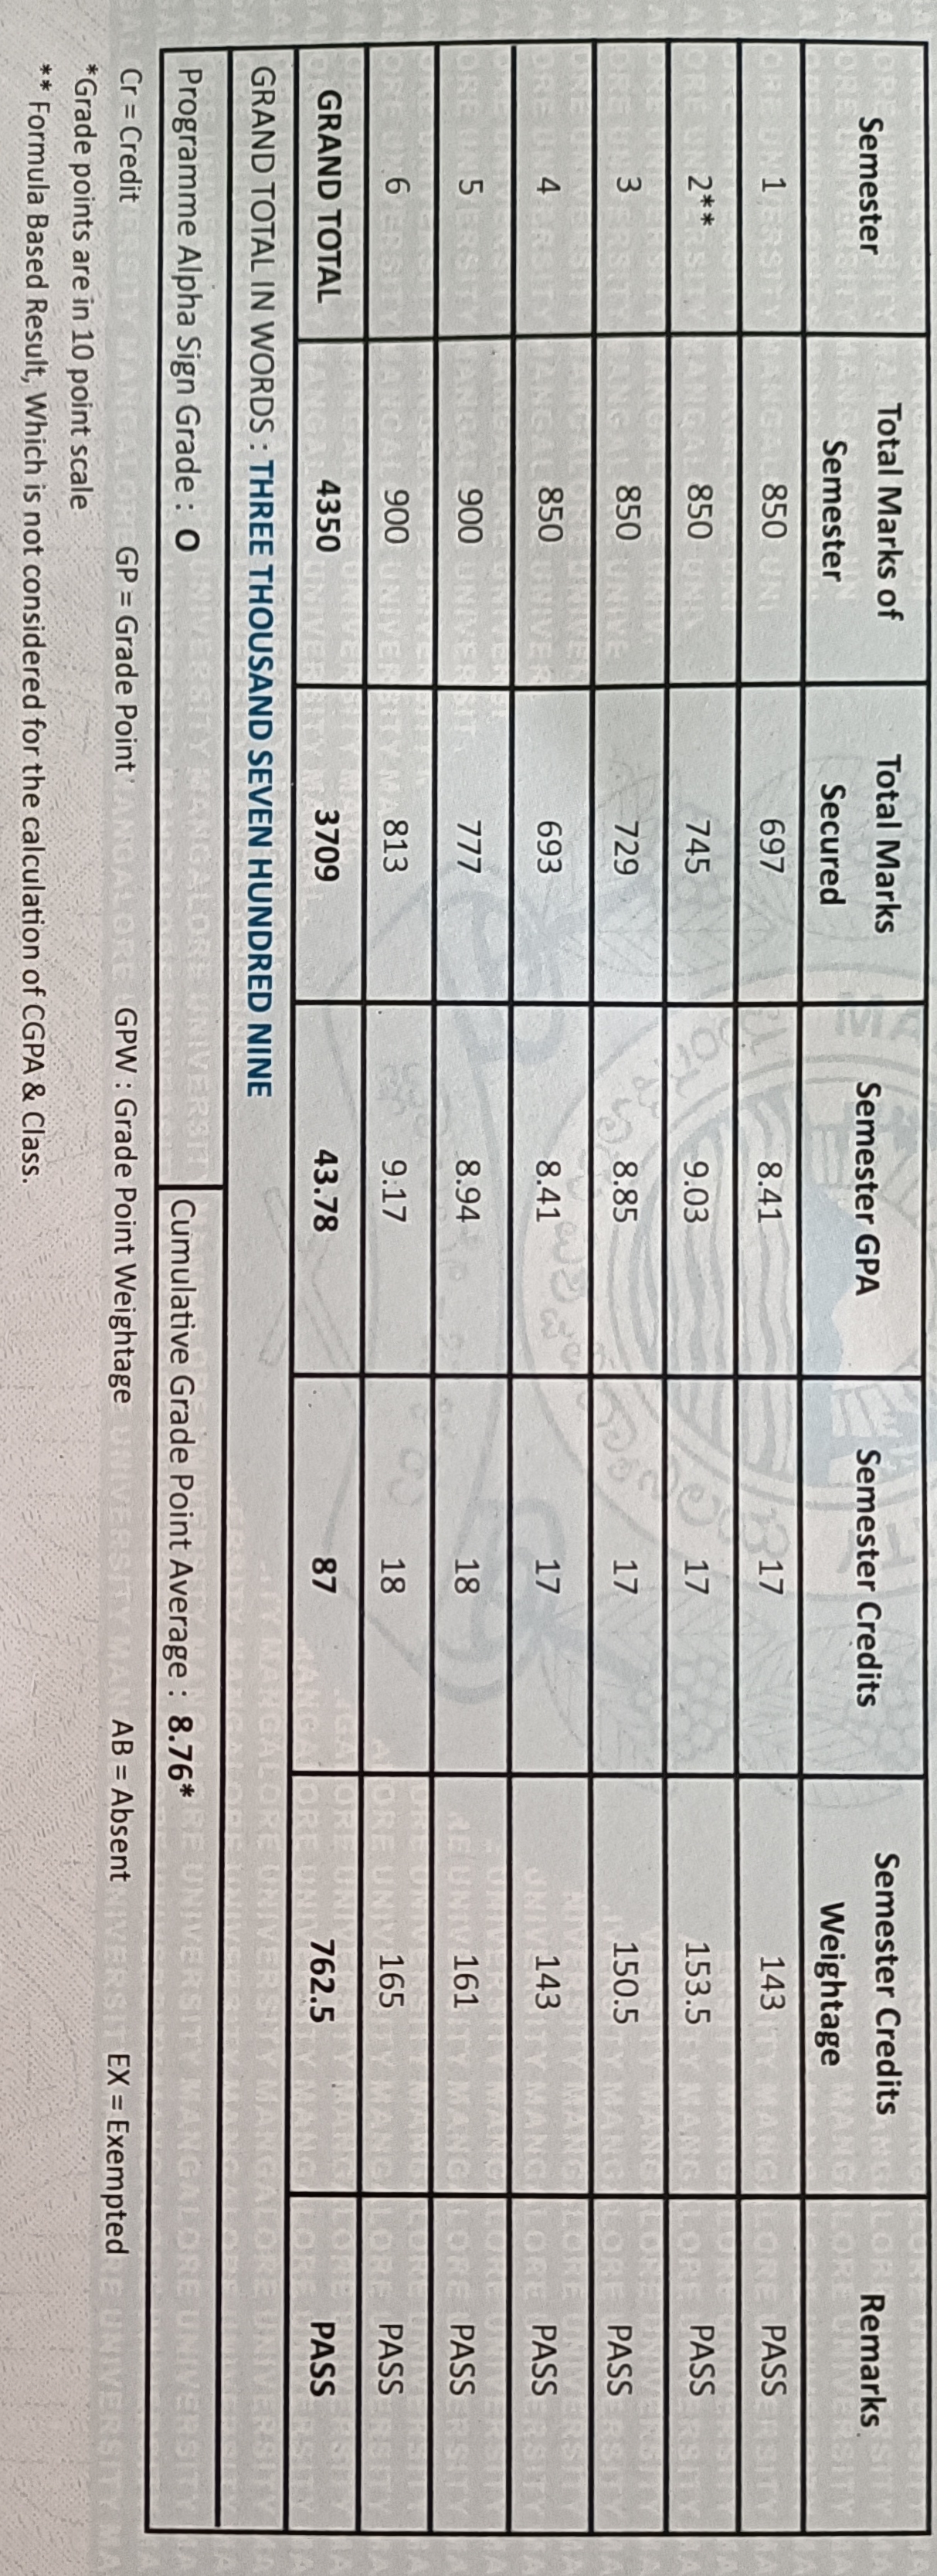 Semester | Total Marks of Semester | Total Marks Secured | Semester GPA | Semester Credits | Semester Credits Weightage | Remarks
1 | 850 | 697 | 8.41 | 17 | 143 | PASS
2** | 850 | 745 | 9.03 | 17 | 153.5 | PASS
3 | 850 | 729 | 8.85 | 17 | 150.5 | PASS
4 | 850 | 693 | 8.41 | 17 | 143 | PASS
5 | 900 | 777 | 8.94 | 18 | 161 | PASS
6 | 900 | 813 | 9.17 | 18 | 165 | PASS
GRAND TOTAL | 4350 | 3709 | 43.78 | 87 | 762.5 | PASS
GRAND TOTAL IN WORDS : THREE THOUSAND SEVEN HUNDRED NINE
Programme Alpha Sign Grade : O
Cumulative Grade Point Average : 8.76*
Cr = Credit GP = Grade Point GPW : Grade Point Weightage AB = Absent EX = Exempted
*Grade points are in 10 point scale
** Formula Based Result, Which is not considered for the calculation of CGPA & Class.